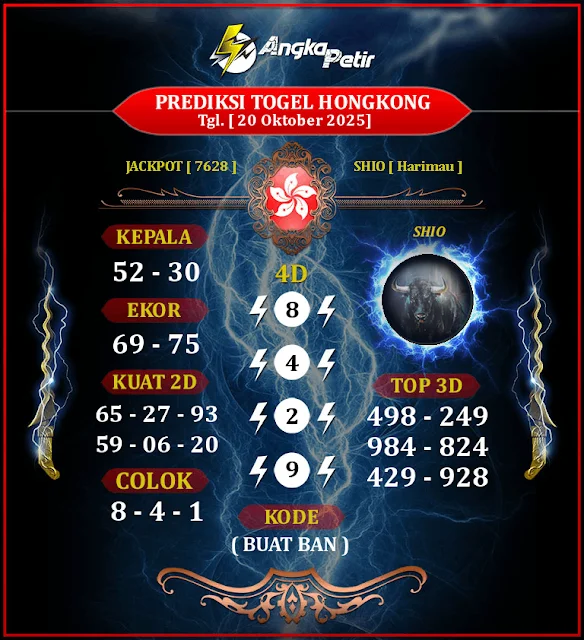 Angka
Petir
PREDIKSI TOGEL HONGKONG
Tgl. [ 20 Oktober 2025]
JACKPOT [ 7628 ]
SHIO [ Harimau ]
KEPALA
52 - 30
EKOR
69 - 75
KUAT 2D
65 - 27 - 93
59 - 06 - 20
COLOK
8 - 4 - 1
4D
8
4
2
9
KODE
( BUAT BAN )
SHIO
TOP 3D
498 - 249
984 - 824
429 - 928